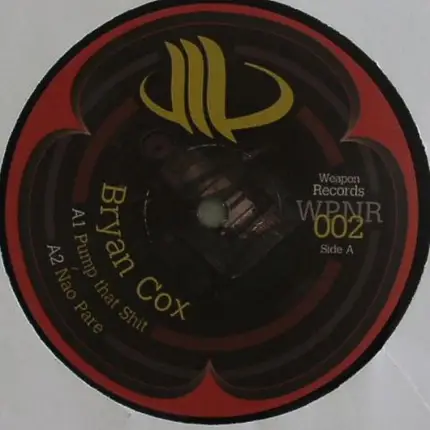 Bryan Cox
A1 Pump that Shit
A2 Não Pare
Weapon
Records
WPNR
002
Side A